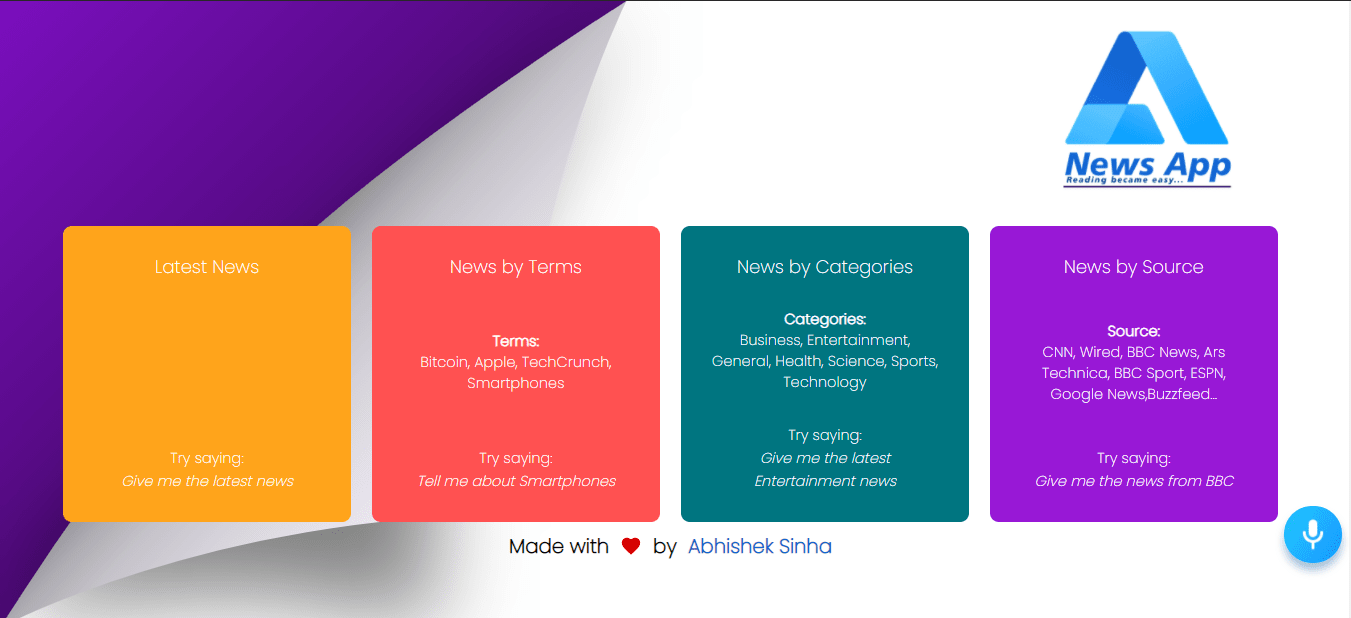 News App
Reading became easy...
Latest News
Try saying:
Give me the latest news
News by Terms
Terms:
Bitcoin, Apple, TechCrunch,
Smartphones
Try saying:
Tell me about Smartphones
News by Categories
Categories:
Business, Entertainment,
General, Health, Science, Sports,
Technology
Try saying:
Give me the latest
Entertainment news
News by Source
Source:
CNN, Wired, BBC News, Ars
Technica, BBC Sport, ESPN,
Google News,Buzzfeed...
Try saying:
Give me the news from BBC
Made with by Abhishek Sinha